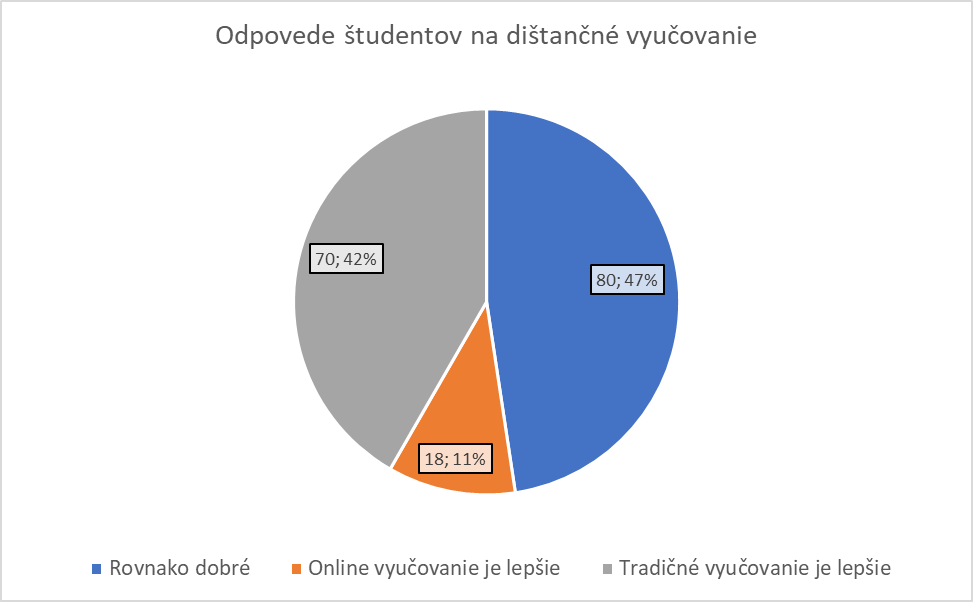 Odpovede študentov na dištančné vyučovanie
70; 42%
80; 47%
18; 11%
Rovnako dobré
Online vyučovanie je lepšie
Tradičné vyučovanie je lepšie